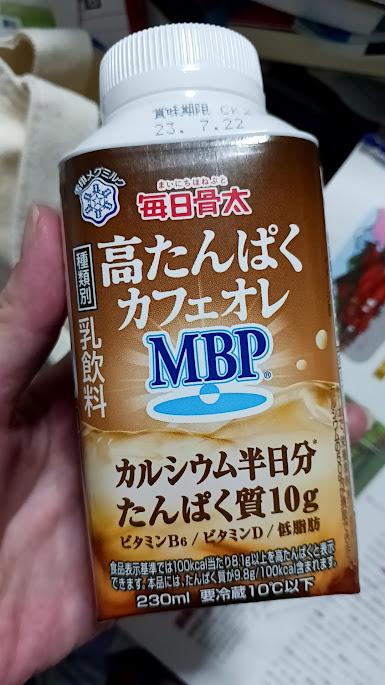 賞味期限 CK2
23. 7.22
雪印メグミルク
まいにちほねぶと
毎日骨太
種類別 乳飲料
高たんぱく
カフェオレ
MBP®
カルシウム半日分*
たんぱく質10g
ビタミンB6 / ビタミンD / 低脂肪
食品表示基準では100kcal当たり8.1g以上を高たんぱくと表示
できます。本品には、たんぱく質が9.8g/100kcal含まれます。
230ml 要冷蔵10℃以下